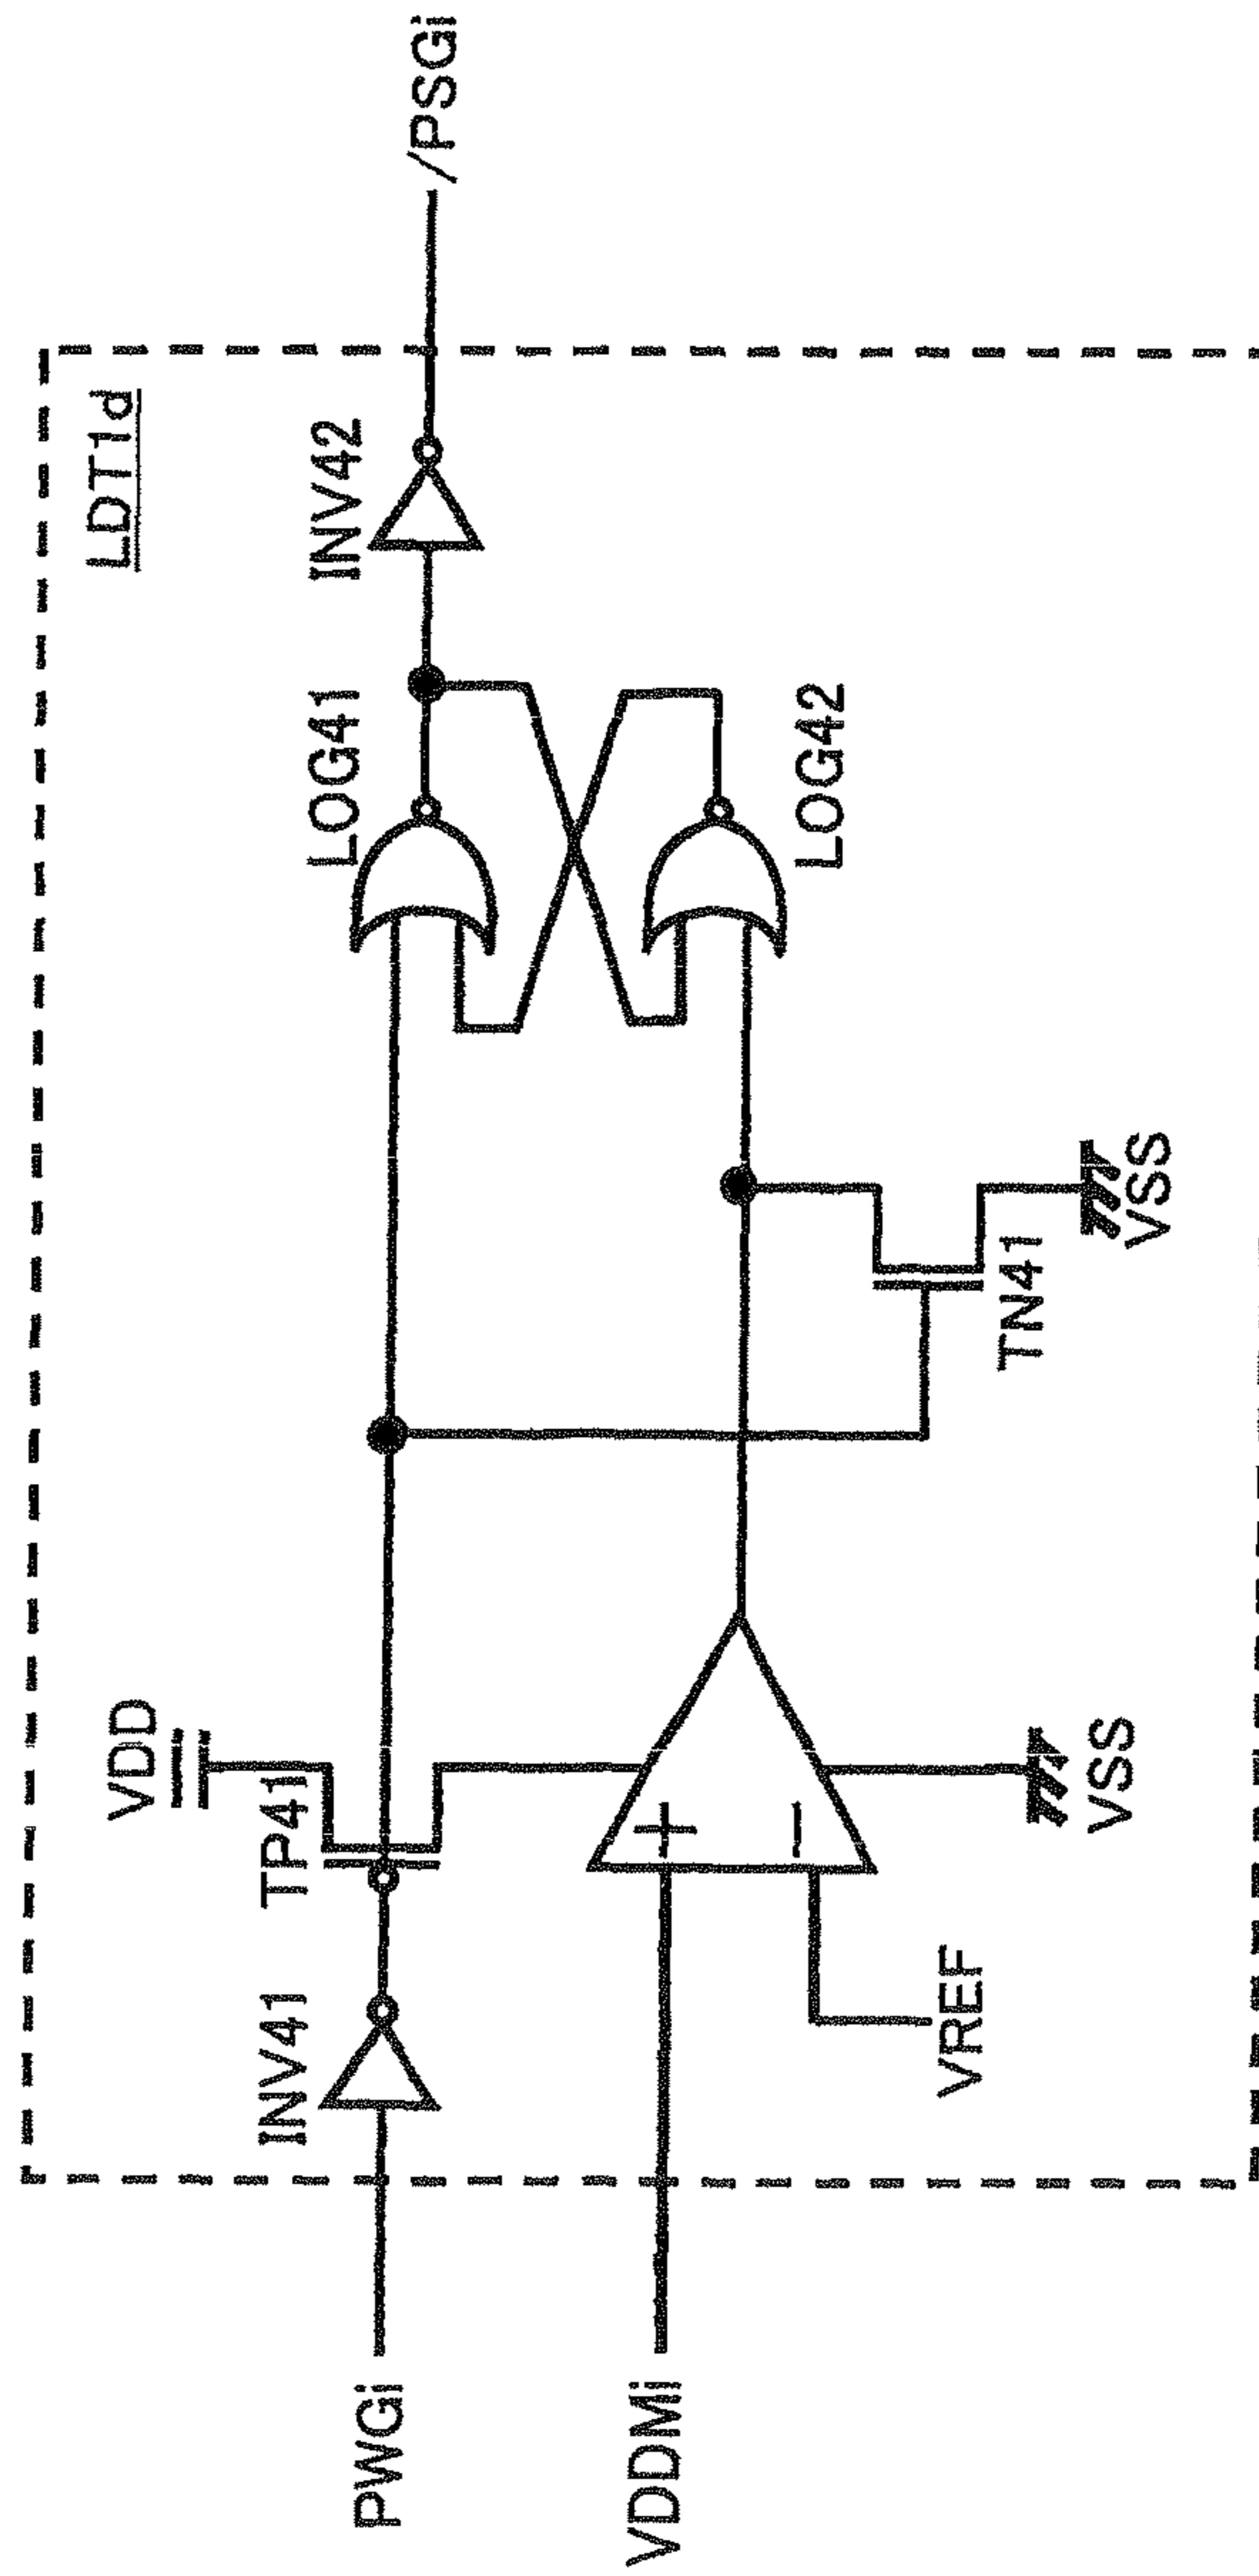 LDT1d
VDD
TP41
INV41
PWGi
VDDMi
VREF
VSS
TN41
VSS
LOG41
LOG42
INV42
/PSGi
+
−